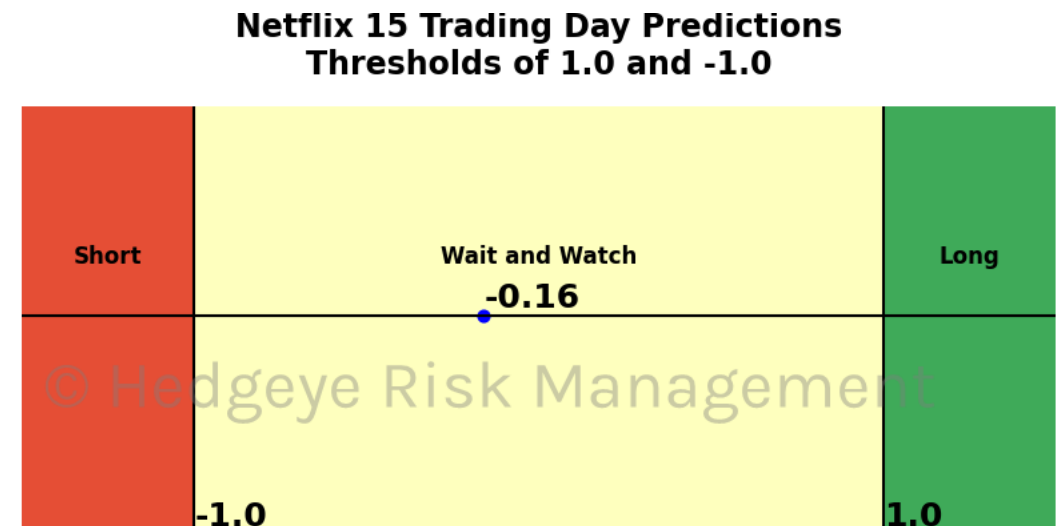 Netflix 15 Trading Day Predictions
Thresholds of 1.0 and -1.0
Short
Wait and Watch
Long
-0.16
© Hedgeye Risk Management
-1.0
1.0